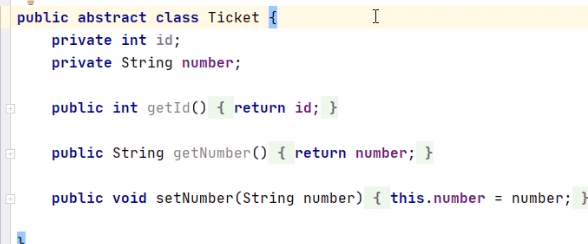 public abstract class Ticket {
private int id;
private String number;
public int getId() { return id; }
public String getNumber() { return number; }
public void setNumber(String number) { this.number = number; }
}